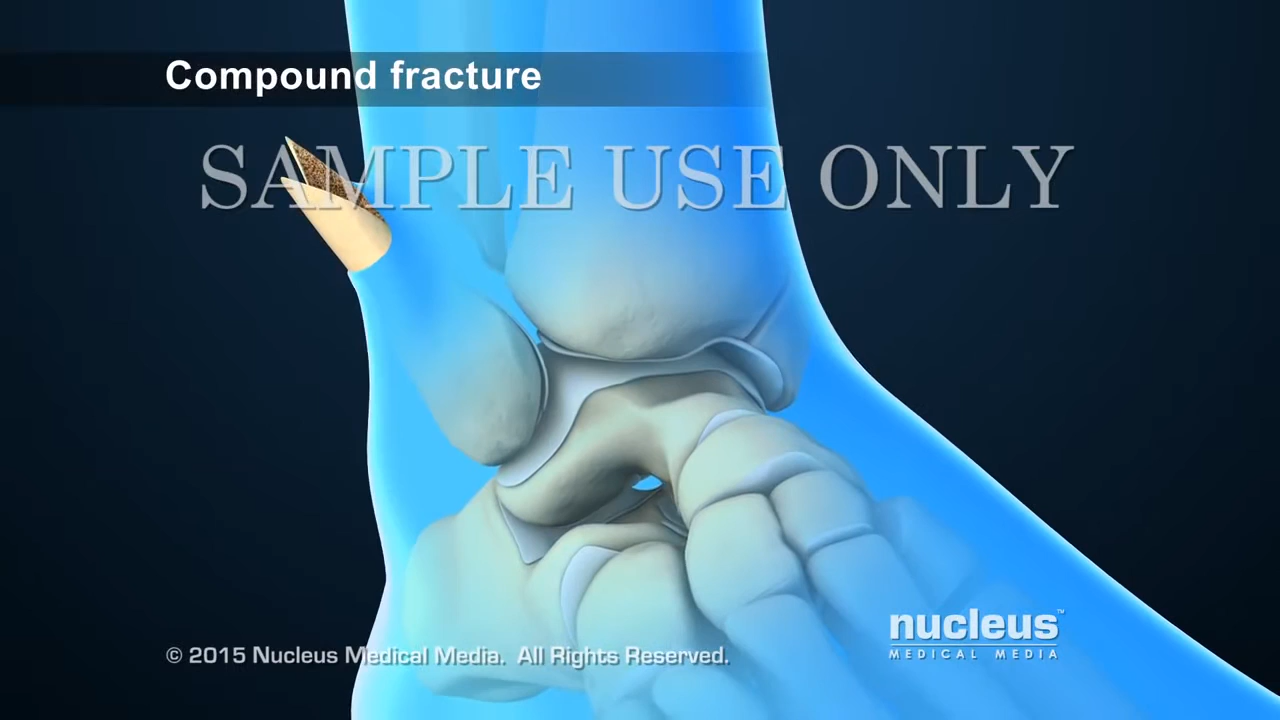 Compound fracture
SAMPLE USE ONLY
nucleus™
MEDICAL MEDIA
© 2015 Nucleus Medical Media. All Rights Reserved.